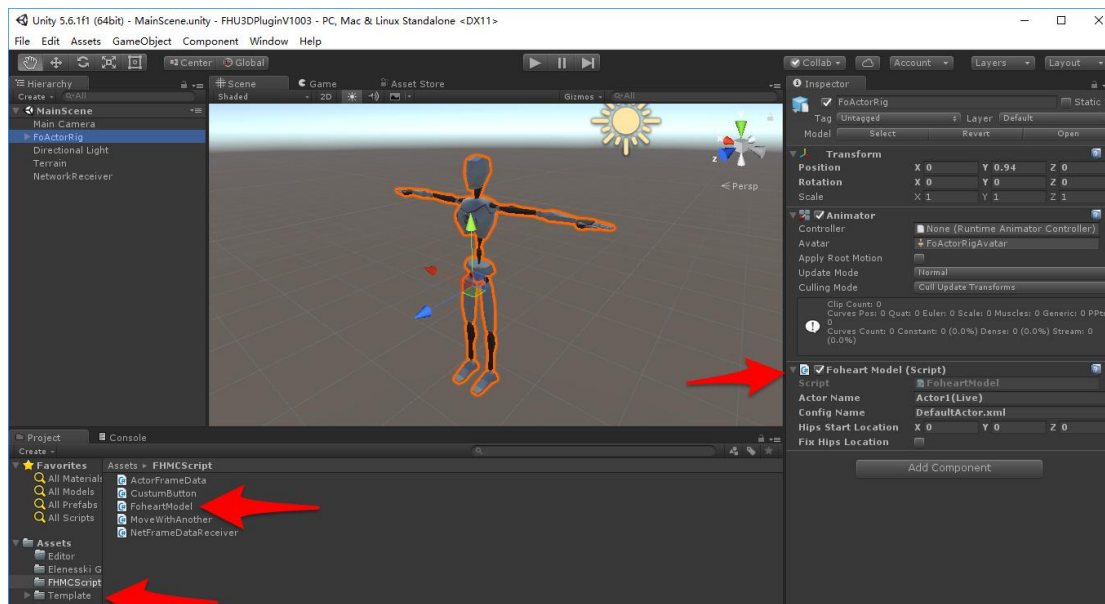 Unity 5.6.1f1 (64bit) - MainScene.unity - FHU3DPluginV1003 - PC, Mac & Linux Standalone <DX11>
File Edit Assets GameObject Component Window Help
Center Global Collab Account Layers Layout
Hierarchy
Create All
MainScene
Main Camera
FoActorRig
Directional Light
Terrain
NetworkReceiver
Scene Game Asset Store
Shaded 2D Gizmos All
y
z
Persp
Inspector
FoActorRig Static
Tag Untagged Layer Default
Model Select Revert Open
Transform
Position X 0 Y 0.94 Z 0
Rotation X 0 Y 0 Z 0
Scale X 1 Y 1 Z 1
Animator
Controller None (Runtime Animator Controller)
Avatar FoActorRigAvatar
Apply Root Motion
Update Mode Normal
Culling Mode Cull Update Transforms
Clip Count: 0
Curves Pos: 0 Quat: 0 Euler: 0 Scale: 0 Muscles: 0 Generic: 0 PPtr:
0
Curves Count: 0 Constant: 0 (0.0%) Dense: 0 (0.0%) Stream: 0
(0.0%)
Foheart Model (Script)
Script FoheartModel
Actor Name Actor1(Live)
Config Name DefaultActor.xml
Hips Start Location X 0 Y 0 Z 0
Fix Hips Location
Add Component
Project Console
Create
Favorites
All Materials
All Models
All Prefabs
All Scripts
Assets
Editor
Elenesski G
FHMCScript
Template
Assets FHMCScript
ActorFrameData
CustumButton
FoheartModel
MoveWithAnother
NetFrameDataReceiver